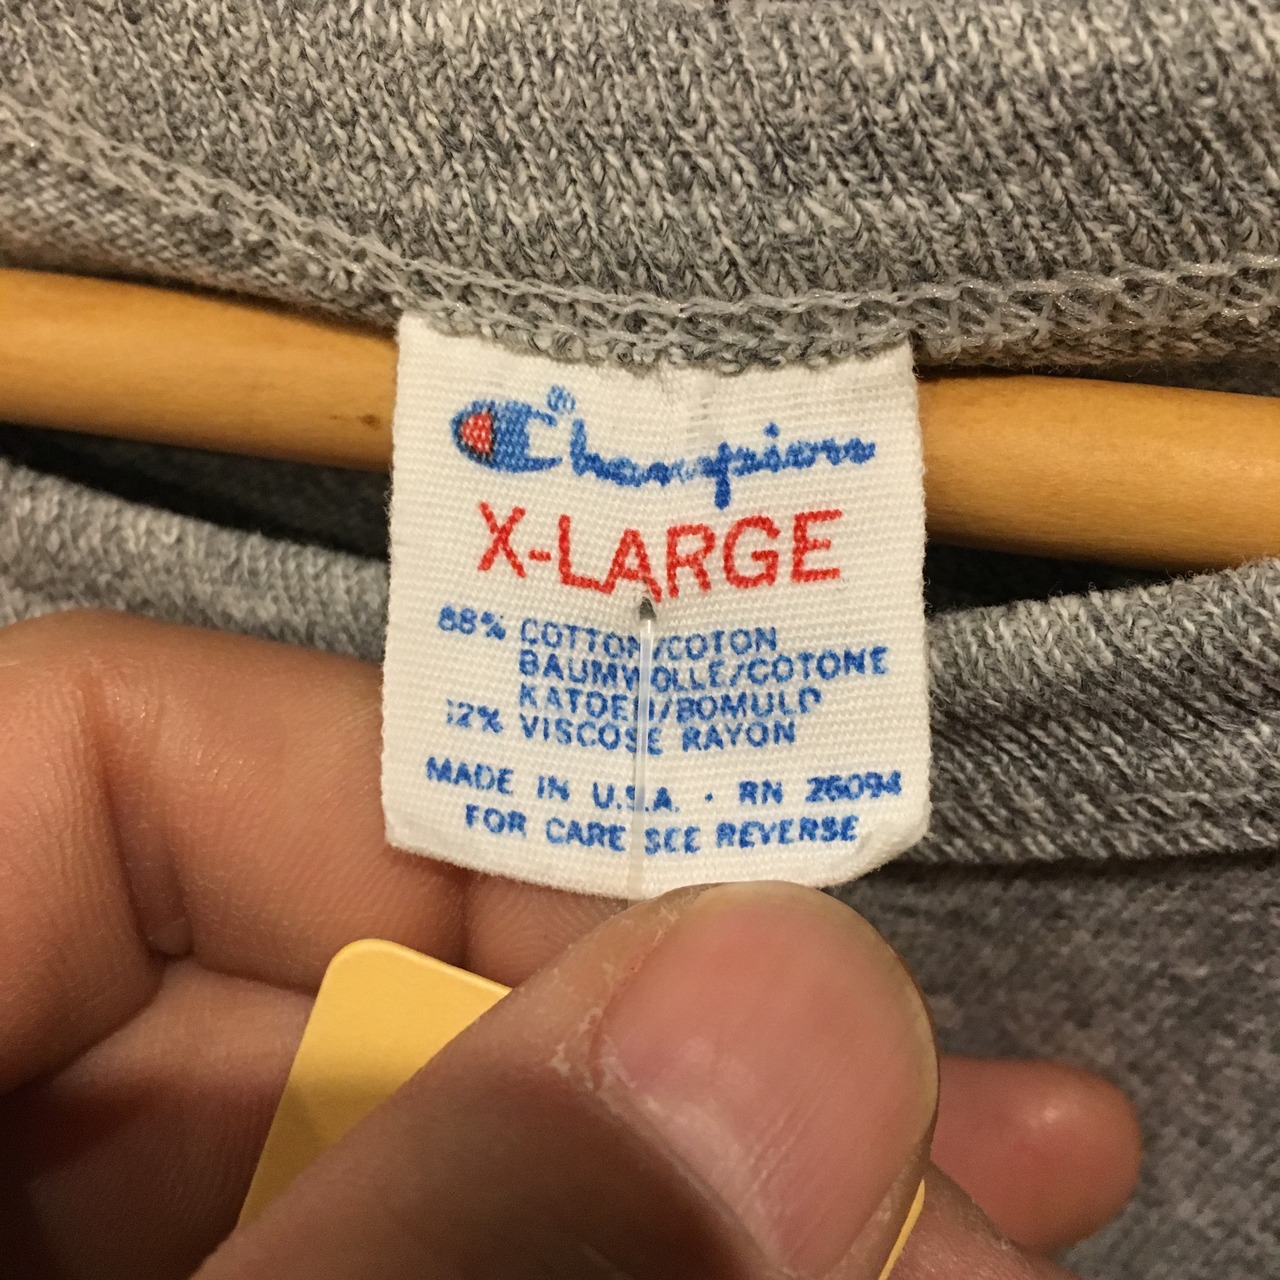 Champion®
X-LARGE
88% COTTON/COTON
BAUMWOLLE/COTONE
KATOEN/BOMULD
12% VISCOSE RAYON
MADE IN U.S.A. · RN 26094
FOR CARE SEE REVERSE